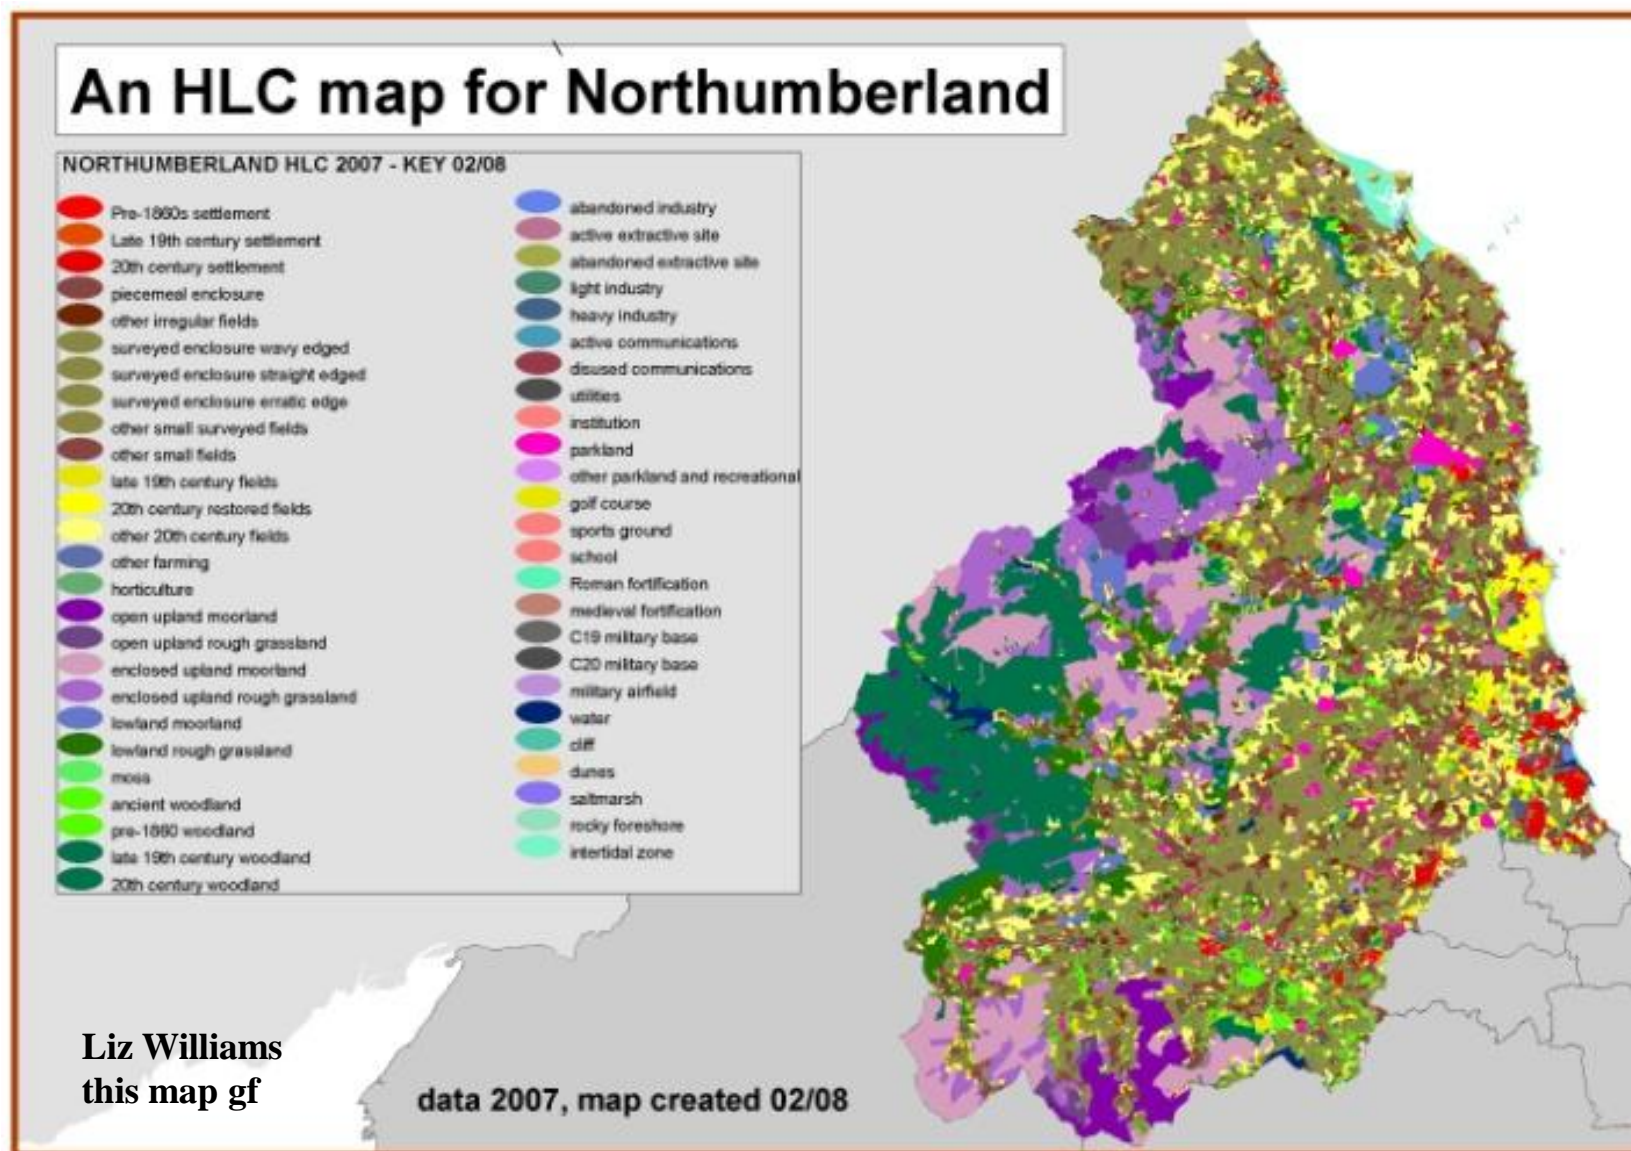 An HLC map for Northumberland
NORTHUMBERLAND HLC 2007 - KEY 02/08
Pre-1860s settlement
Late 19th century settlement
20th century settlement
piecemeal enclosure
other irregular fields
surveyed enclosure wavy edged
surveyed enclosure straight edged
surveyed enclosure erratic edge
other small surveyed fields
other small fields
late 19th century fields
20th century restored fields
other 20th century fields
other farming
horticulture
open upland moorland
open upland rough grassland
enclosed upland moorland
enclosed upland rough grassland
lowland moorland
lowland rough grassland
moss
ancient woodland
pre-1860 woodland
late 19th century woodland
20th century woodland
abandoned industry
active extractive site
abandoned extractive site
light industry
heavy industry
active communications
disused communications
utilities
institution
parkland
other parkland and recreational
golf course
sports ground
school
Roman fortification
medieval fortification
C19 military base
C20 military base
military airfield
water
cliff
dunes
saltmarsh
rocky foreshore
intertidal zone
Liz Williams
this map gf
data 2007, map created 02/08